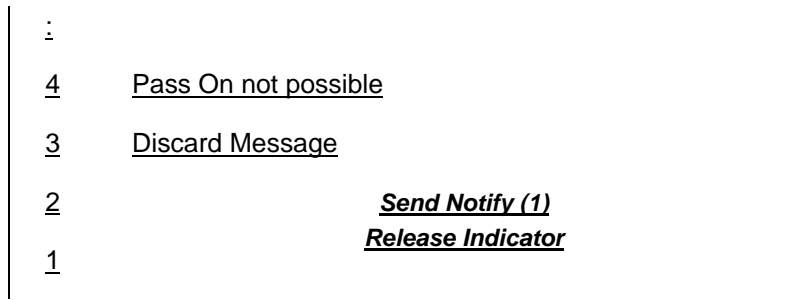 :
4 Pass On not possible
3 Discard Message
2 Send Notify (1)
Release Indicator
1